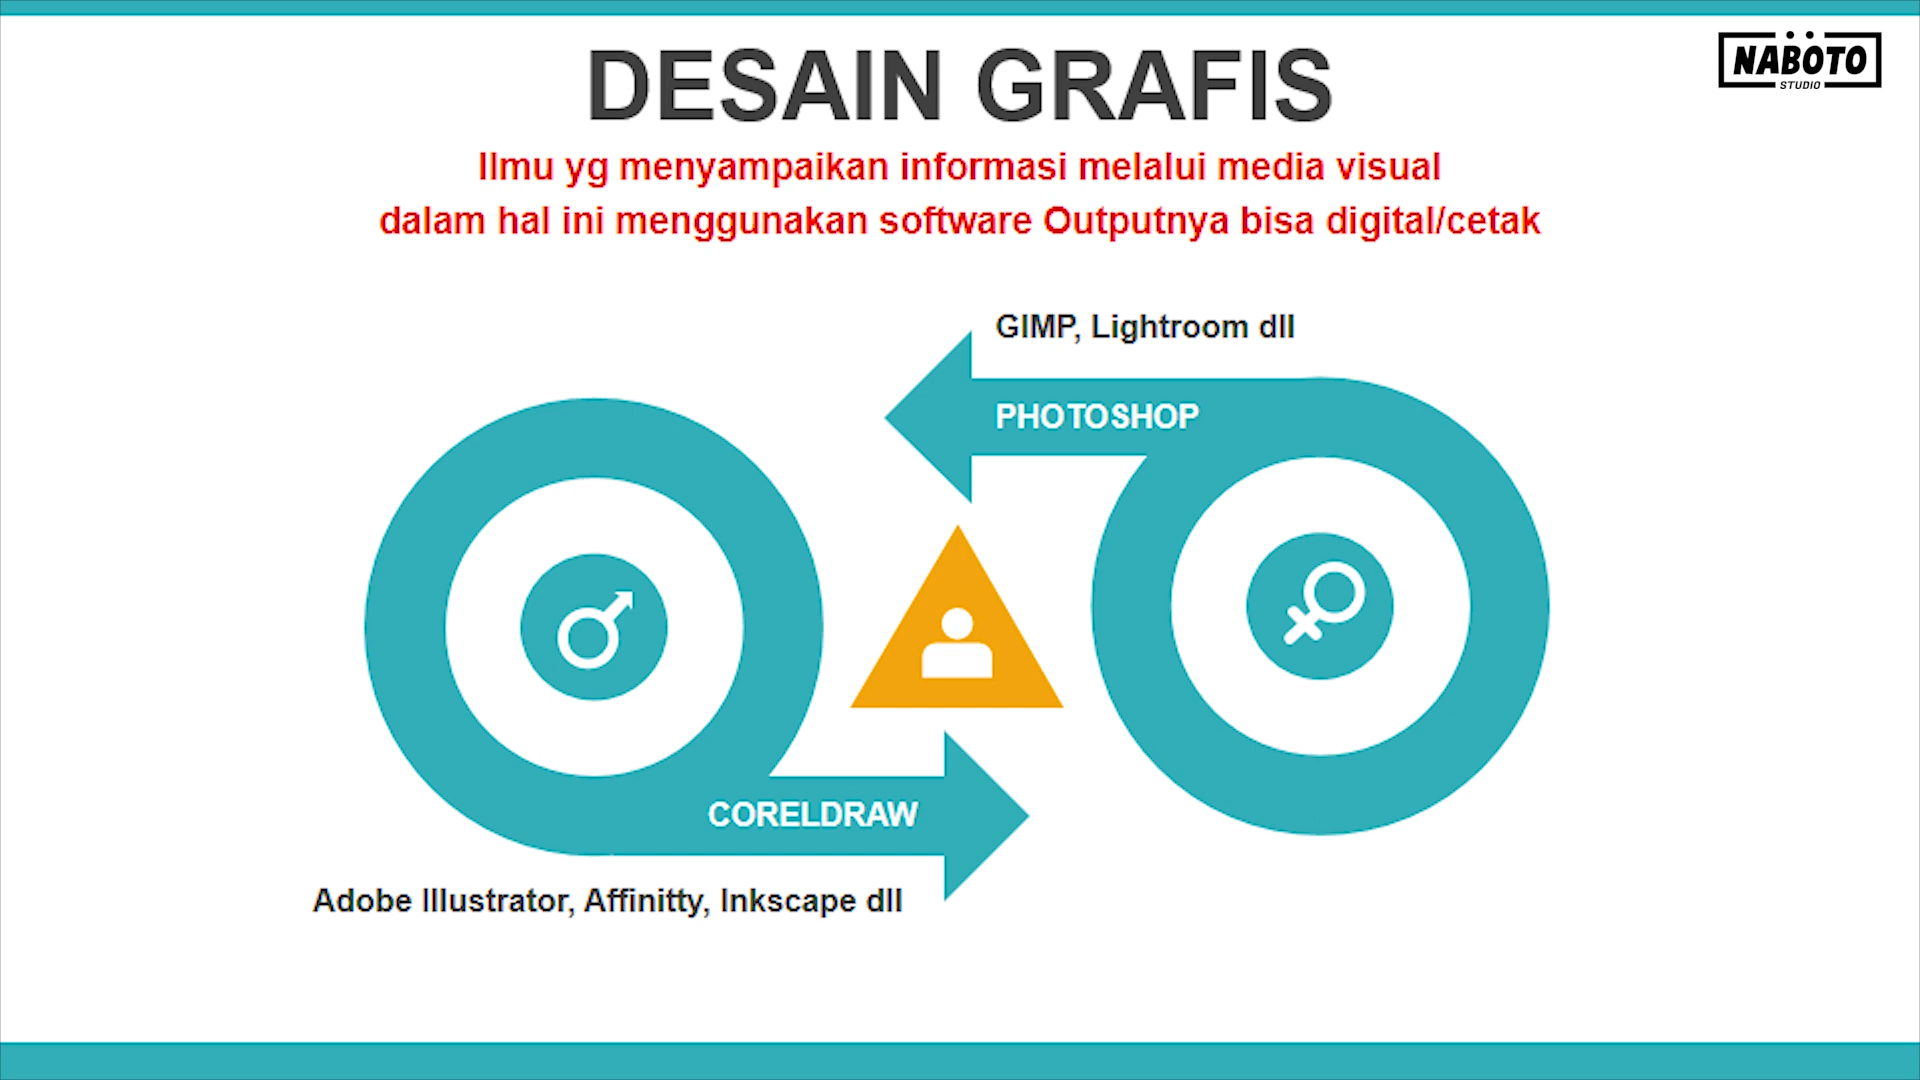 DESAIN GRAFIS
NABOTO
STUDIO
Ilmu yg menyampaikan informasi melalui media visual
dalam hal ini menggunakan software Outputnya bisa digital/cetak
GIMP, Lightroom dll
PHOTOSHOP
CORELDRAW
Adobe Illustrator, Affinitty, Inkscape dll